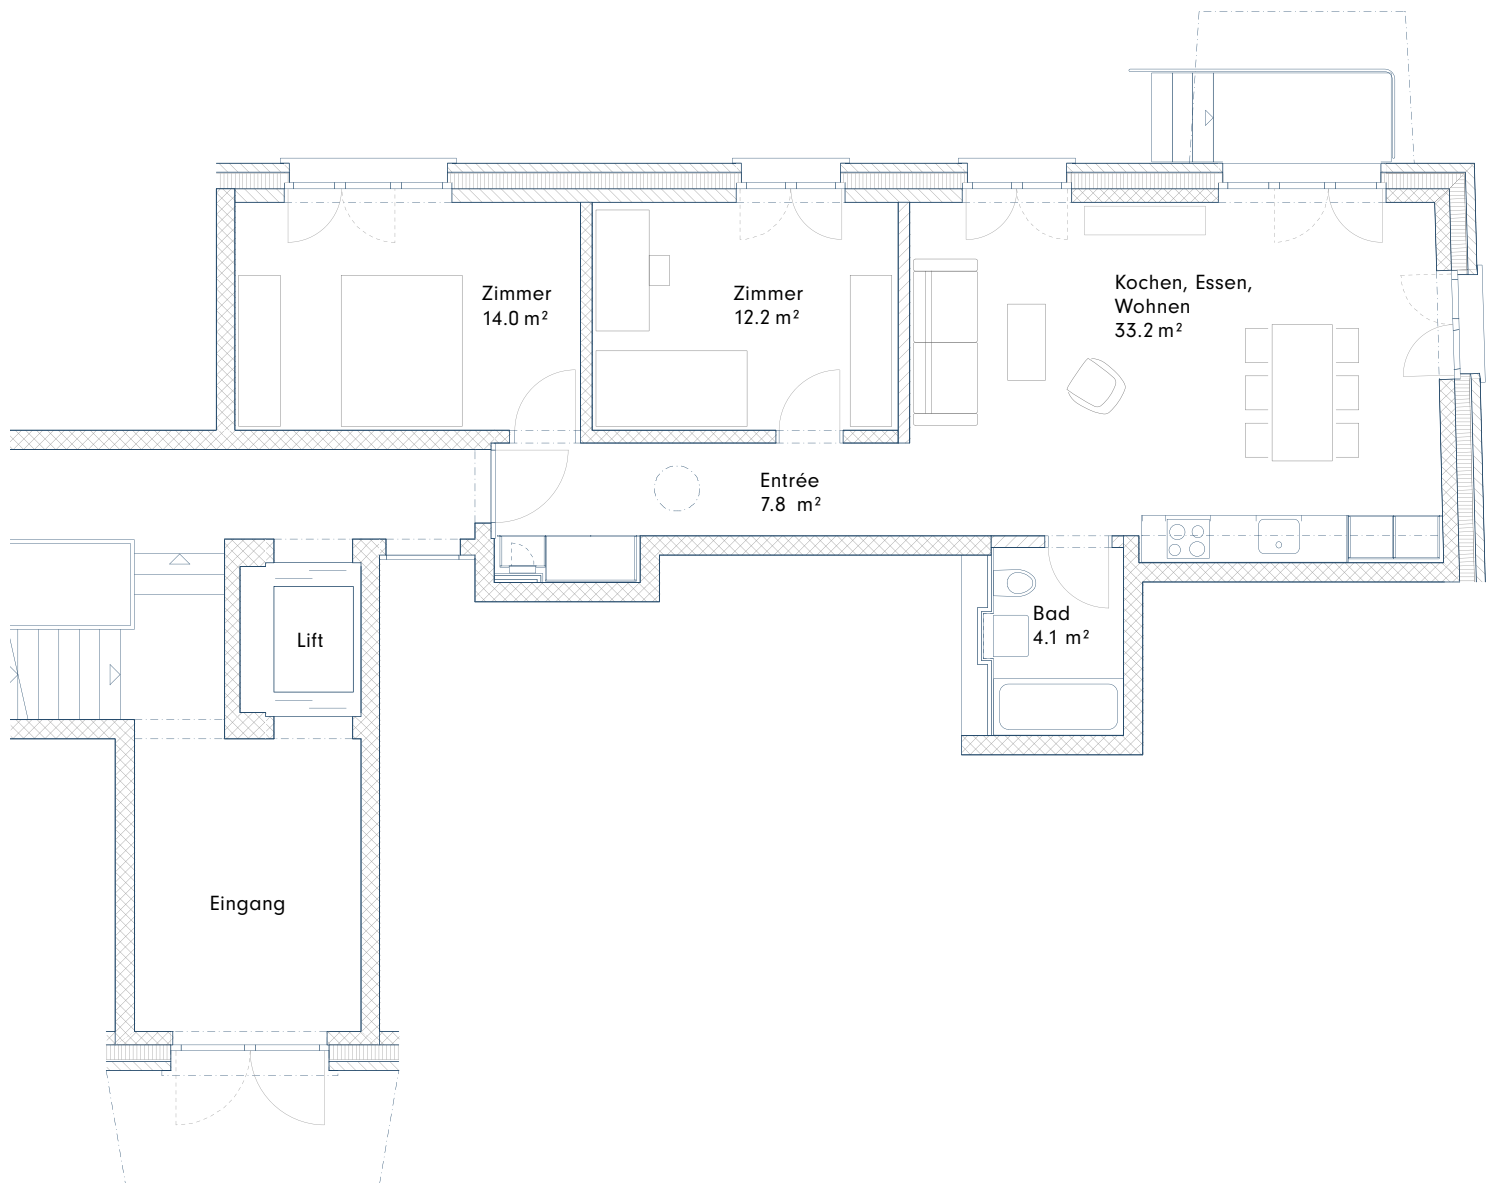 Zimmer
14.0 m²
Zimmer
12.2 m²
Kochen, Essen,
Wohnen
33.2 m²
Entrée
7.8 m²
Lift
Bad
4.1 m²
Eingang